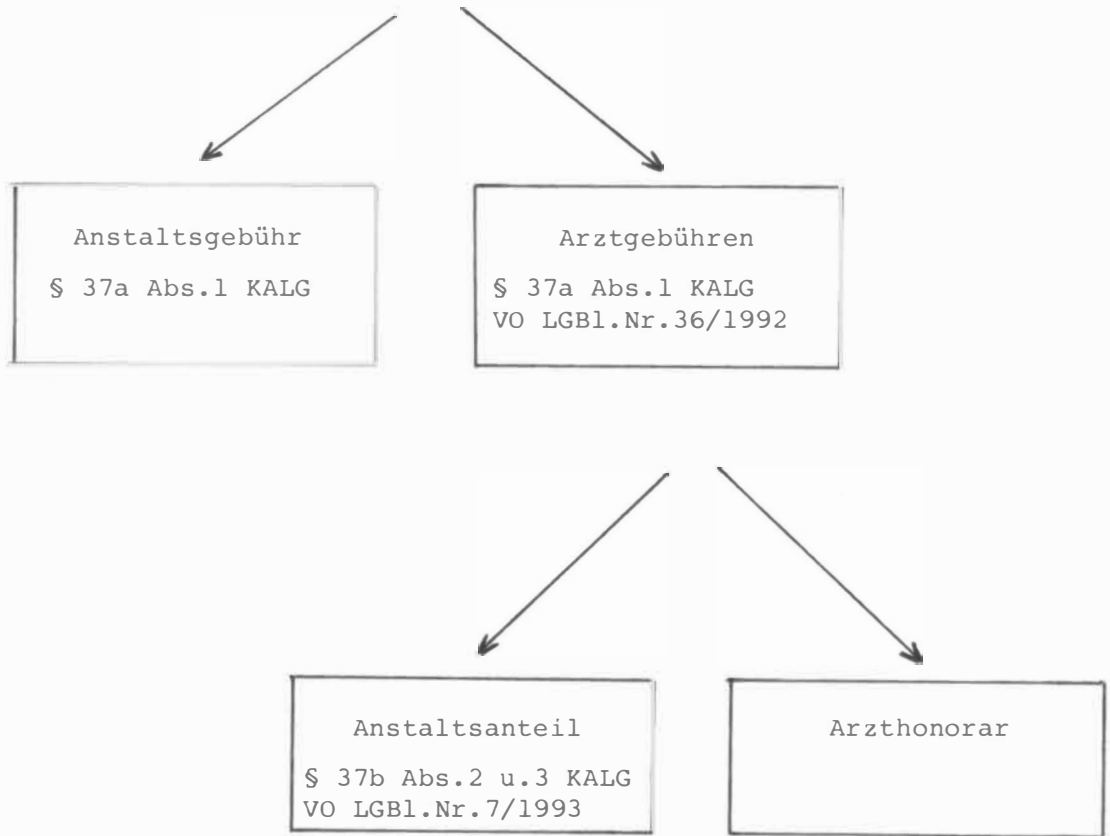 Anstaltsgebühr
§ 37a Abs.1 KALG
Arztgebühren
§ 37a Abs.1 KALG
VO LGBl.Nr.36/1992
Anstaltsanteil
§ 37b Abs.2 u.3 KALG
VO LGBl.Nr.7/1993
Arzthonorar